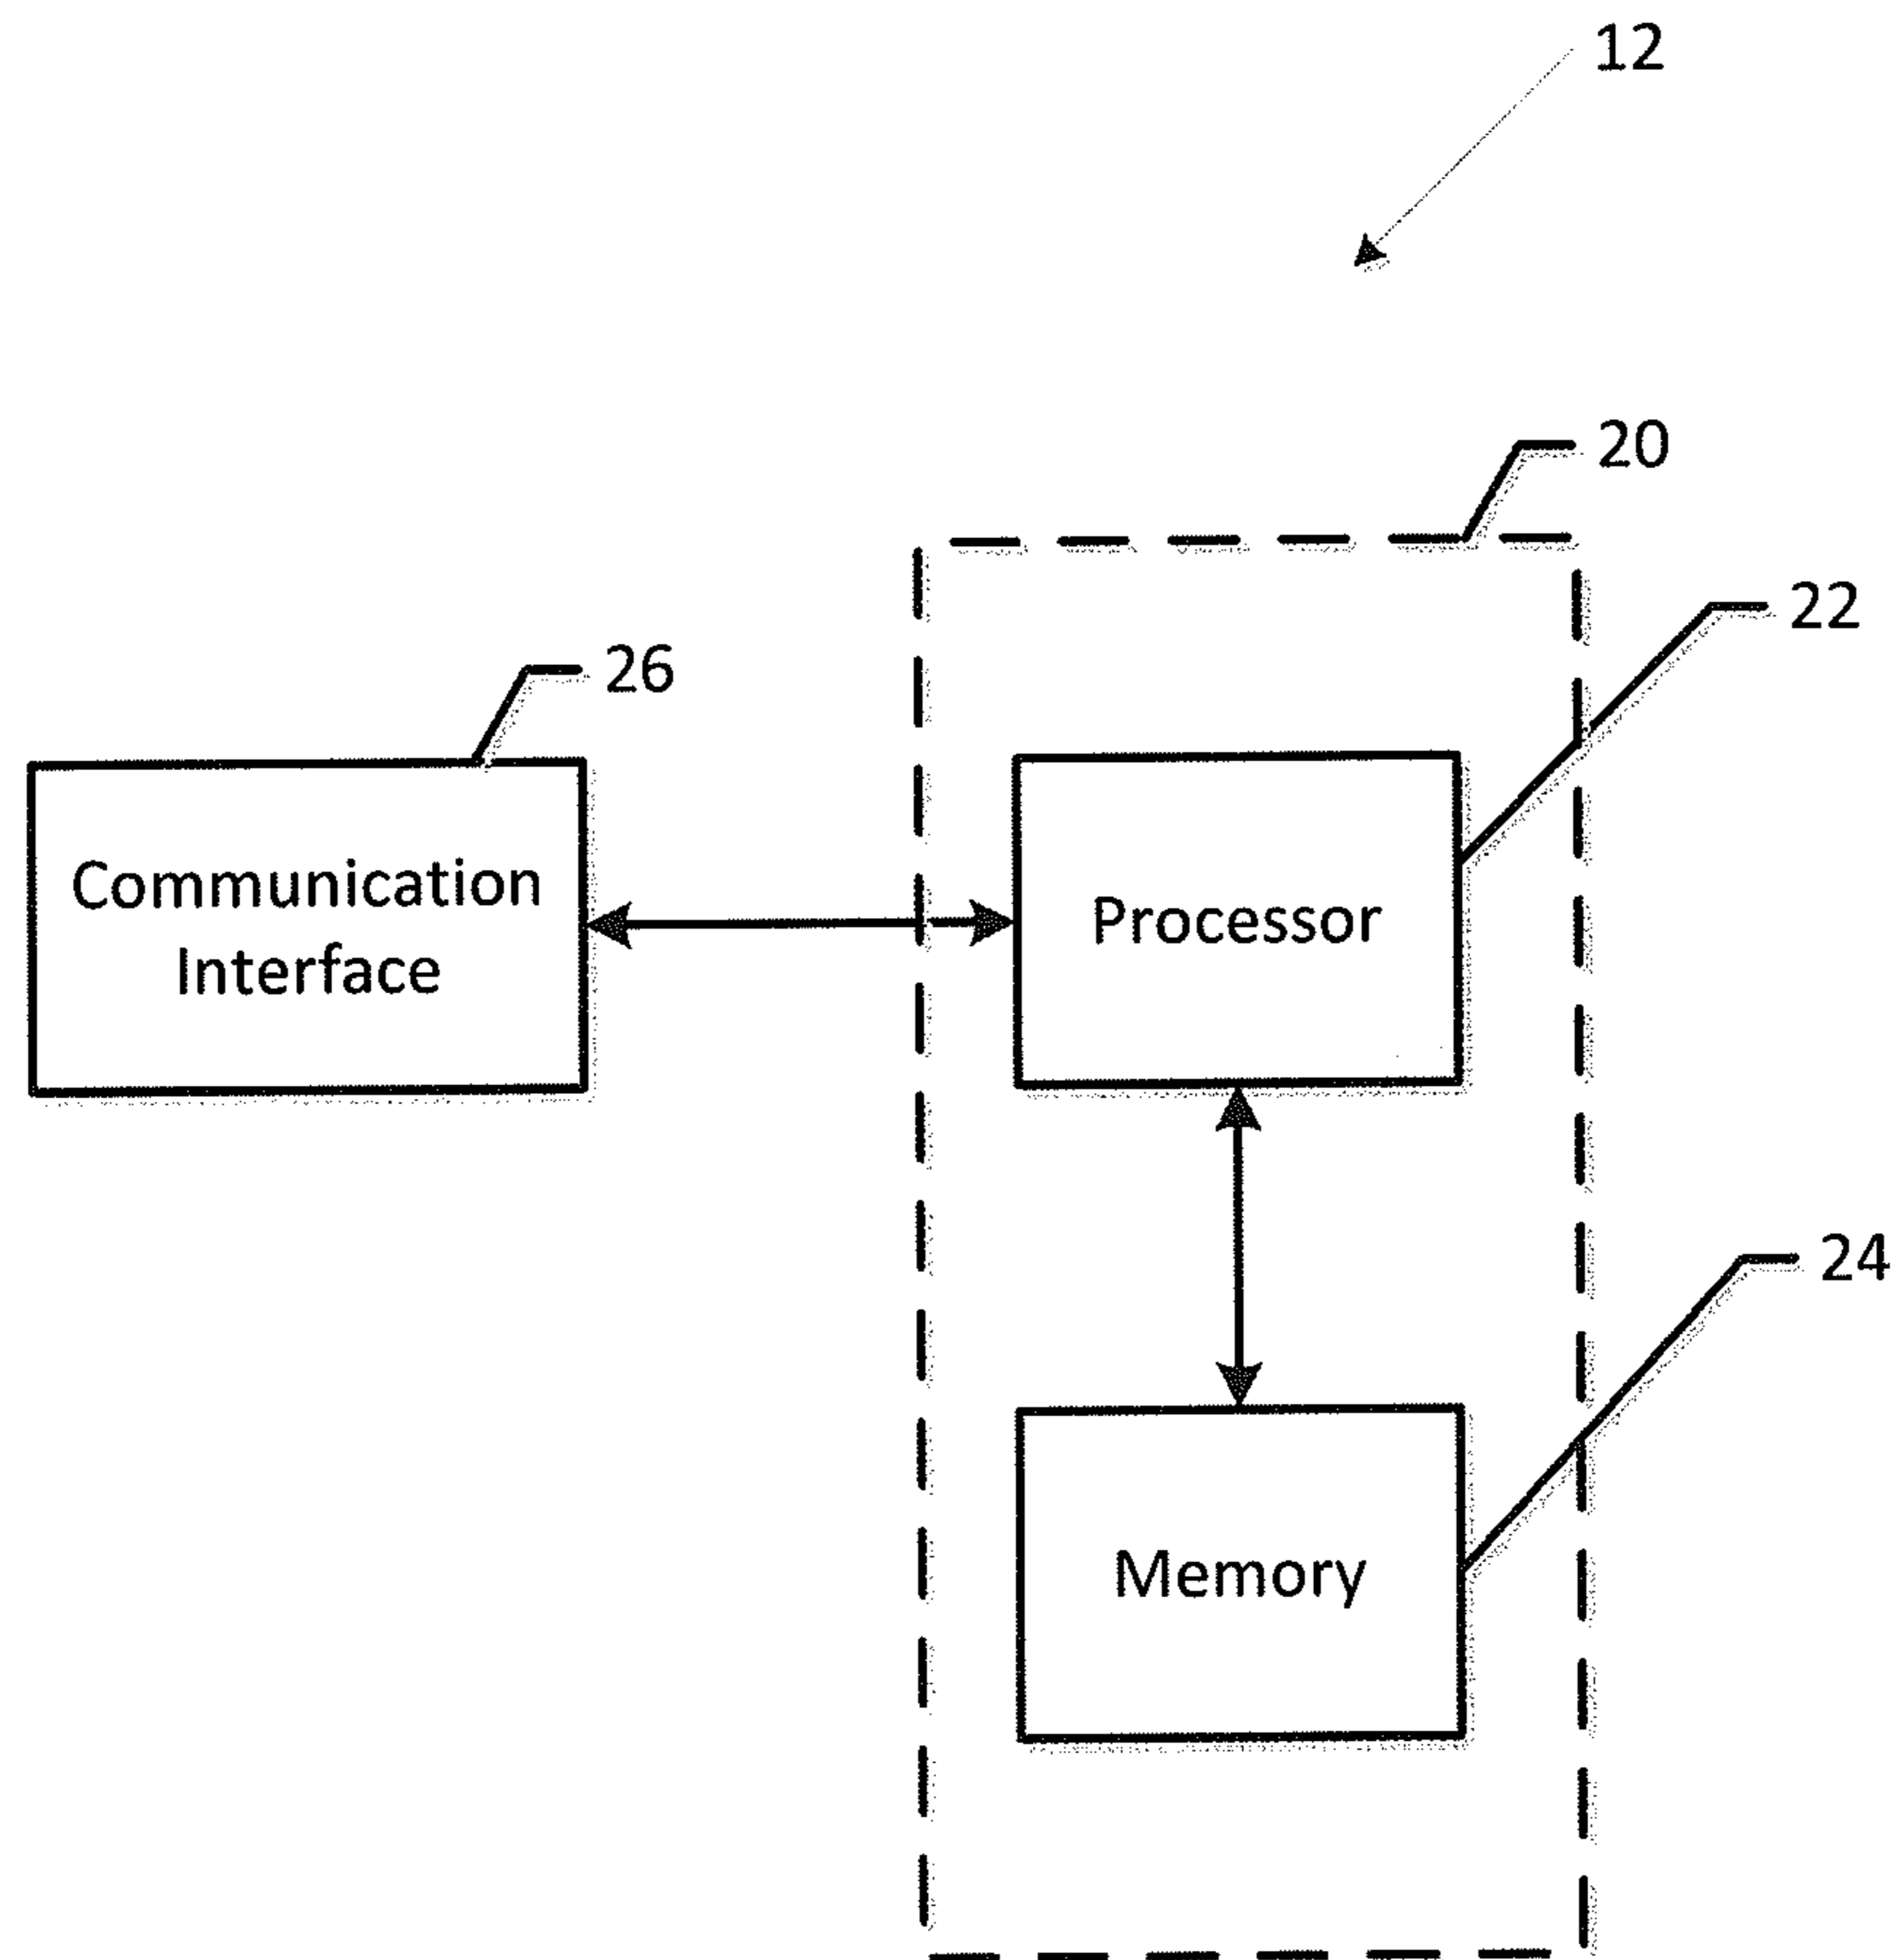 12
20
22
26
Communication
Interface
Processor
24
Memory